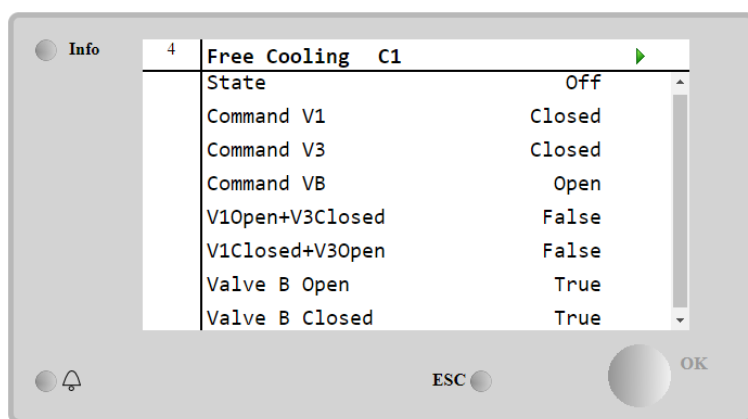 Info
4
Free Cooling C1
State Off
Command V1 Closed
Command V3 Closed
Command VB Open
V1Open+V3Closed False
V1Closed+V3Open False
Valve B Open True
Valve B Closed True
ESC
OK